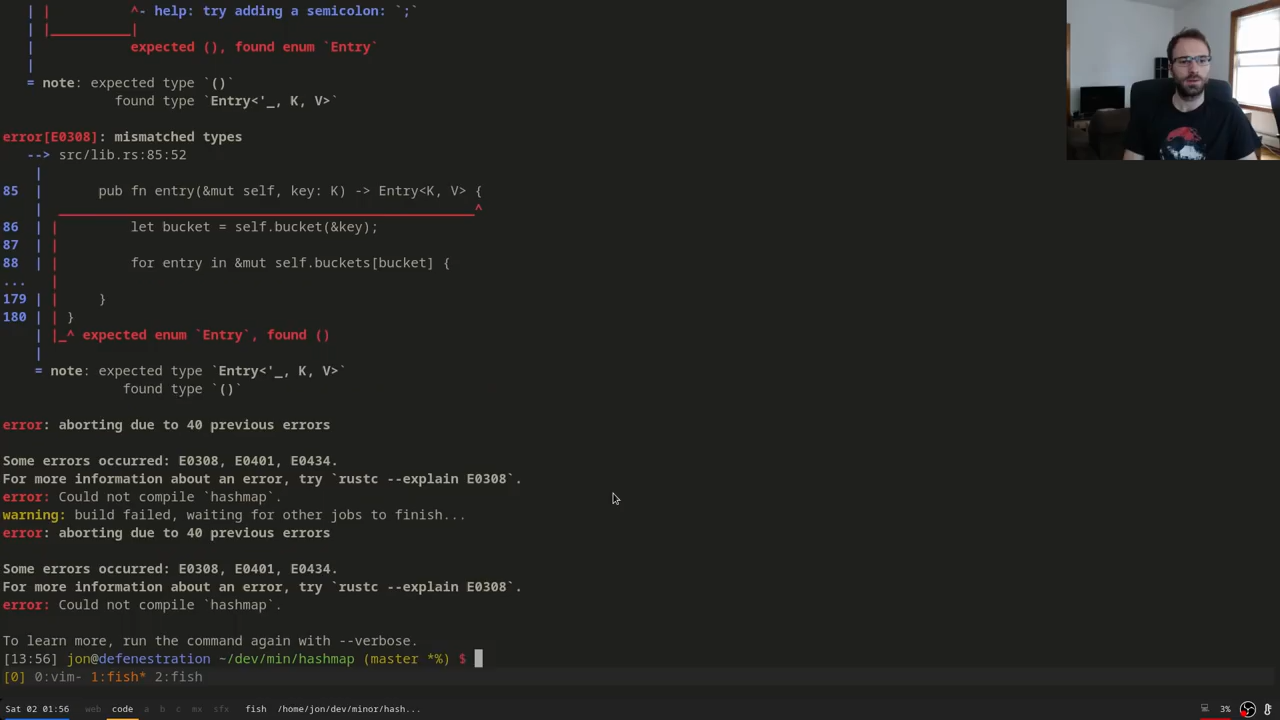 | |          ^- help: try adding a semicolon: `;`
| |__________|
|            expected (), found enum `Entry`
|
= note: expected type `()`
           found type `Entry<'_, K, V>`
error[E0308]: mismatched types
--> src/lib.rs:85:52
|
85 |       pub fn entry(&mut self, key: K) -> Entry<K, V> {
|  ____________________________________________________^
86 | |         let bucket = self.bucket(&key);
87 | |
88 | |         for entry in &mut self.buckets[bucket] {
...  |
179 | |     }
180 | | }
| |_^ expected enum `Entry`, found ()
|
= note: expected type `Entry<'_, K, V>`
           found type `()`
error: aborting due to 40 previous errors
Some errors occurred: E0308, E0401, E0434.
For more information about an error, try `rustc --explain E0308`.
error: Could not compile `hashmap`.
warning: build failed, waiting for other jobs to finish...
error: aborting due to 40 previous errors
Some errors occurred: E0308, E0401, E0434.
For more information about an error, try `rustc --explain E0308`.
error: Could not compile `hashmap`.
To learn more, run the command again with --verbose.
[13:56] jon@defenestration ~/dev/min/hashmap (master *%) $
[0] 0:vim- 1:fish* 2:fish
Sat 02 01:56 web code a b c mx sfx fish /home/jon/dev/minor/hash... 3%